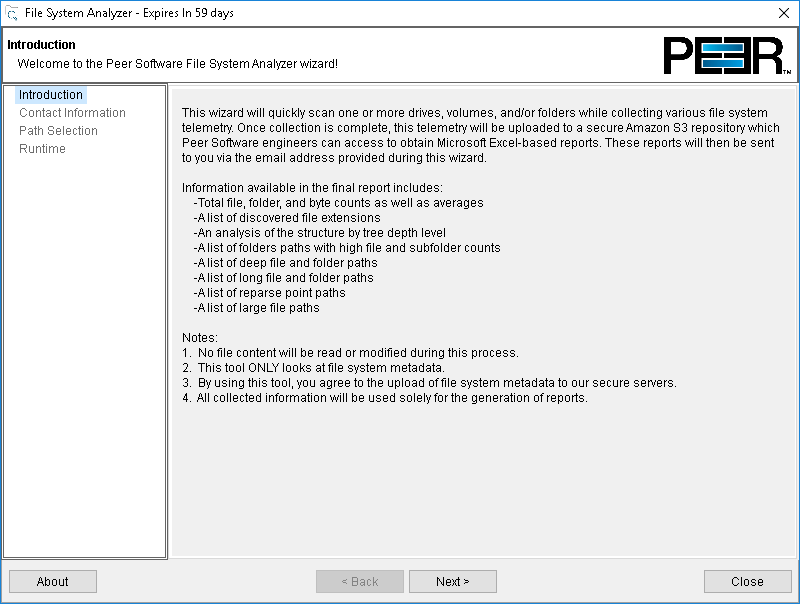 File System Analyzer - Expires In 59 days
Introduction
Welcome to the Peer Software File System Analyzer wizard!
PEER™
Introduction
Contact Information
Path Selection
Runtime
This wizard will quickly scan one or more drives, volumes, and/or folders while collecting various file system
telemetry. Once collection is complete, this telemetry will be uploaded to a secure Amazon S3 repository which
Peer Software engineers can access to obtain Microsoft Excel-based reports. These reports will then be sent
to you via the email address provided during this wizard.
Information available in the final report includes:
-Total file, folder, and byte counts as well as averages
-A list of discovered file extensions
-An analysis of the structure by tree depth level
-A list of folders paths with high file and subfolder counts
-A list of deep file and folder paths
-A list of long file and folder paths
-A list of reparse point paths
-A list of large file paths
Notes:
1. No file content will be read or modified during this process.
2. This tool ONLY looks at file system metadata.
3. By using this tool, you agree to the upload of file system metadata to our secure servers.
4. All collected information will be used solely for the generation of reports.
About
< Back
Next >
Close